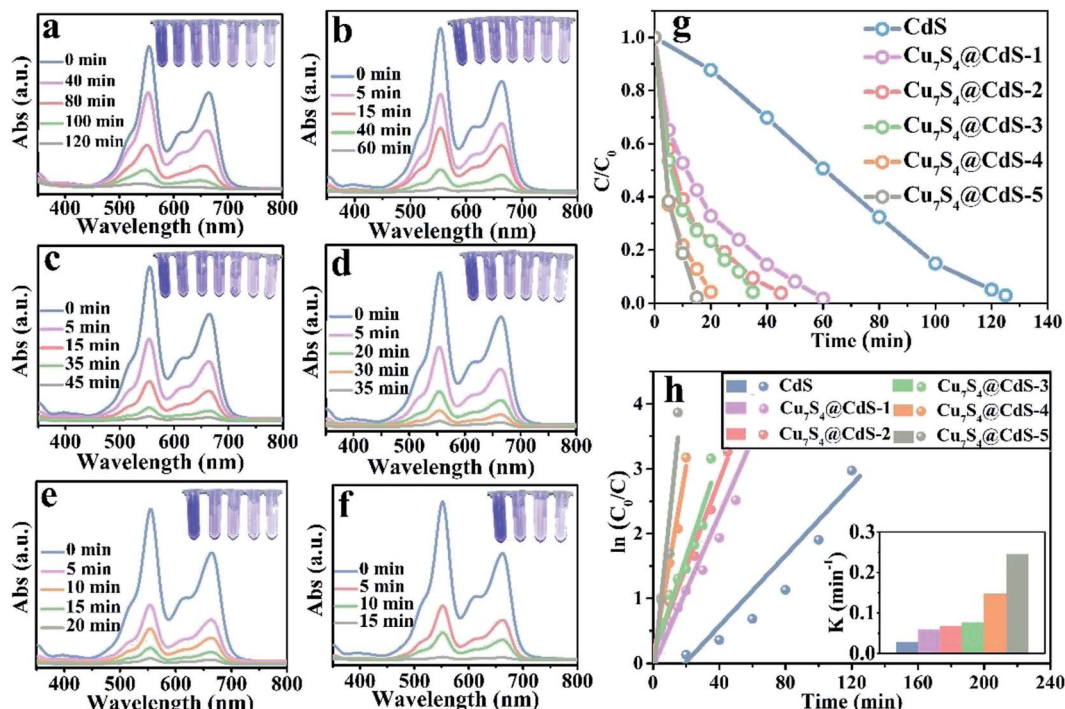 a
Abs (a.u.)
0 min
40 min
80 min
100 min
120 min
400 500 600 700 800
Wavelength (nm)
b
Abs (a.u.)
0 min
5 min
15 min
40 min
60 min
400 500 600 700 800
Wavelength (nm)
c
Abs (a.u.)
0 min
5 min
15 min
35 min
45 min
400 500 600 700 800
Wavelength (nm)
d
Abs (a.u.)
0 min
5 min
20 min
30 min
35 min
400 500 600 700 800
Wavelength (nm)
e
Abs (a.u.)
0 min
5 min
10 min
15 min
20 min
400 500 600 700 800
Wavelength (nm)
f
Abs (a.u.)
0 min
5 min
10 min
15 min
400 500 600 700 800
Wavelength (nm)
g
C/C₀
1.0
0.8
0.6
0.4
0.2
0.0
CdS
Cu₇S₄@CdS-1
Cu₇S₄@CdS-2
Cu₇S₄@CdS-3
Cu₇S₄@CdS-4
Cu₇S₄@CdS-5
0 20 40 60 80 100 120 140
Time (min)
h
ln (C₀/C)
4
3
2
1
0
CdS
Cu₇S₄@CdS-1
Cu₇S₄@CdS-2
Cu₇S₄@CdS-3
Cu₇S₄@CdS-4
Cu₇S₄@CdS-5
K (min⁻¹)
0.3
0.2
0.1
0.0
0 40 80 120 160 200 240
Time (min)